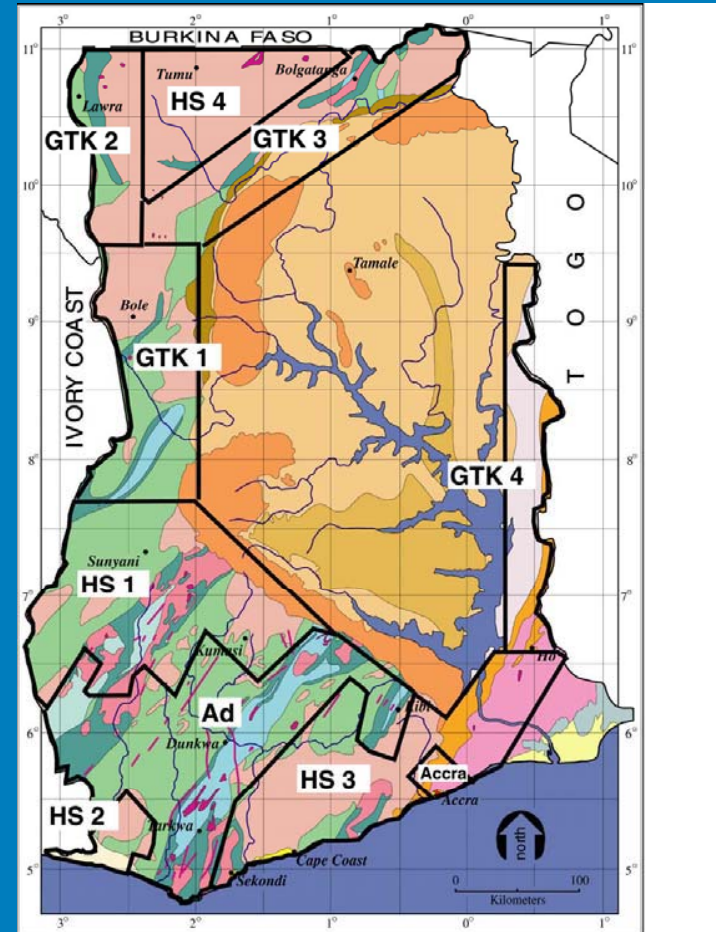 3° 2° 1° 0° 1°
BURKINA FASO
11° 11°
Tumu
Bolgatanga
HS 4
Lawra
GTK 2
GTK 3
10° 10°
TOGO
Tamale
Bole
9° 9°
IVORY COAST
GTK 1
8° 8°
GTK 4
Sunyani
HS 1
7° 7°
Kumasi
Ho
Kibi
Ad
6° 6°
Dunkwa
HS 3
Accra
HS 2
Accra
Tarkwa
north
Cape Coast
5° 5°
Sekondi
0 100
Kilometers
3° 2° 1° 0° 1°